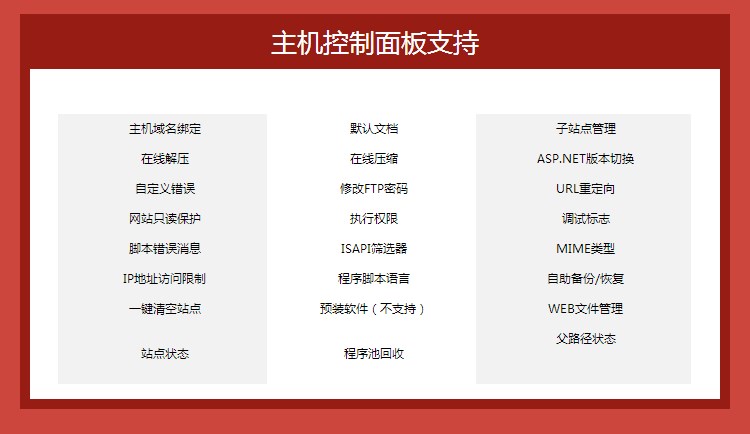 主机控制面板支持
主机域名绑定 默认文档 子站点管理
在线解压 在线压缩 ASP.NET版本切换
自定义错误 修改FTP密码 URL重定向
网站只读保护 执行权限 调试标志
脚本错误消息 ISAPI筛选器 MIME类型
IP地址访问限制 程序脚本语言 自助备份/恢复
一键清空站点 预装软件（不支持） WEB文件管理
父路径状态
站点状态 程序池回收